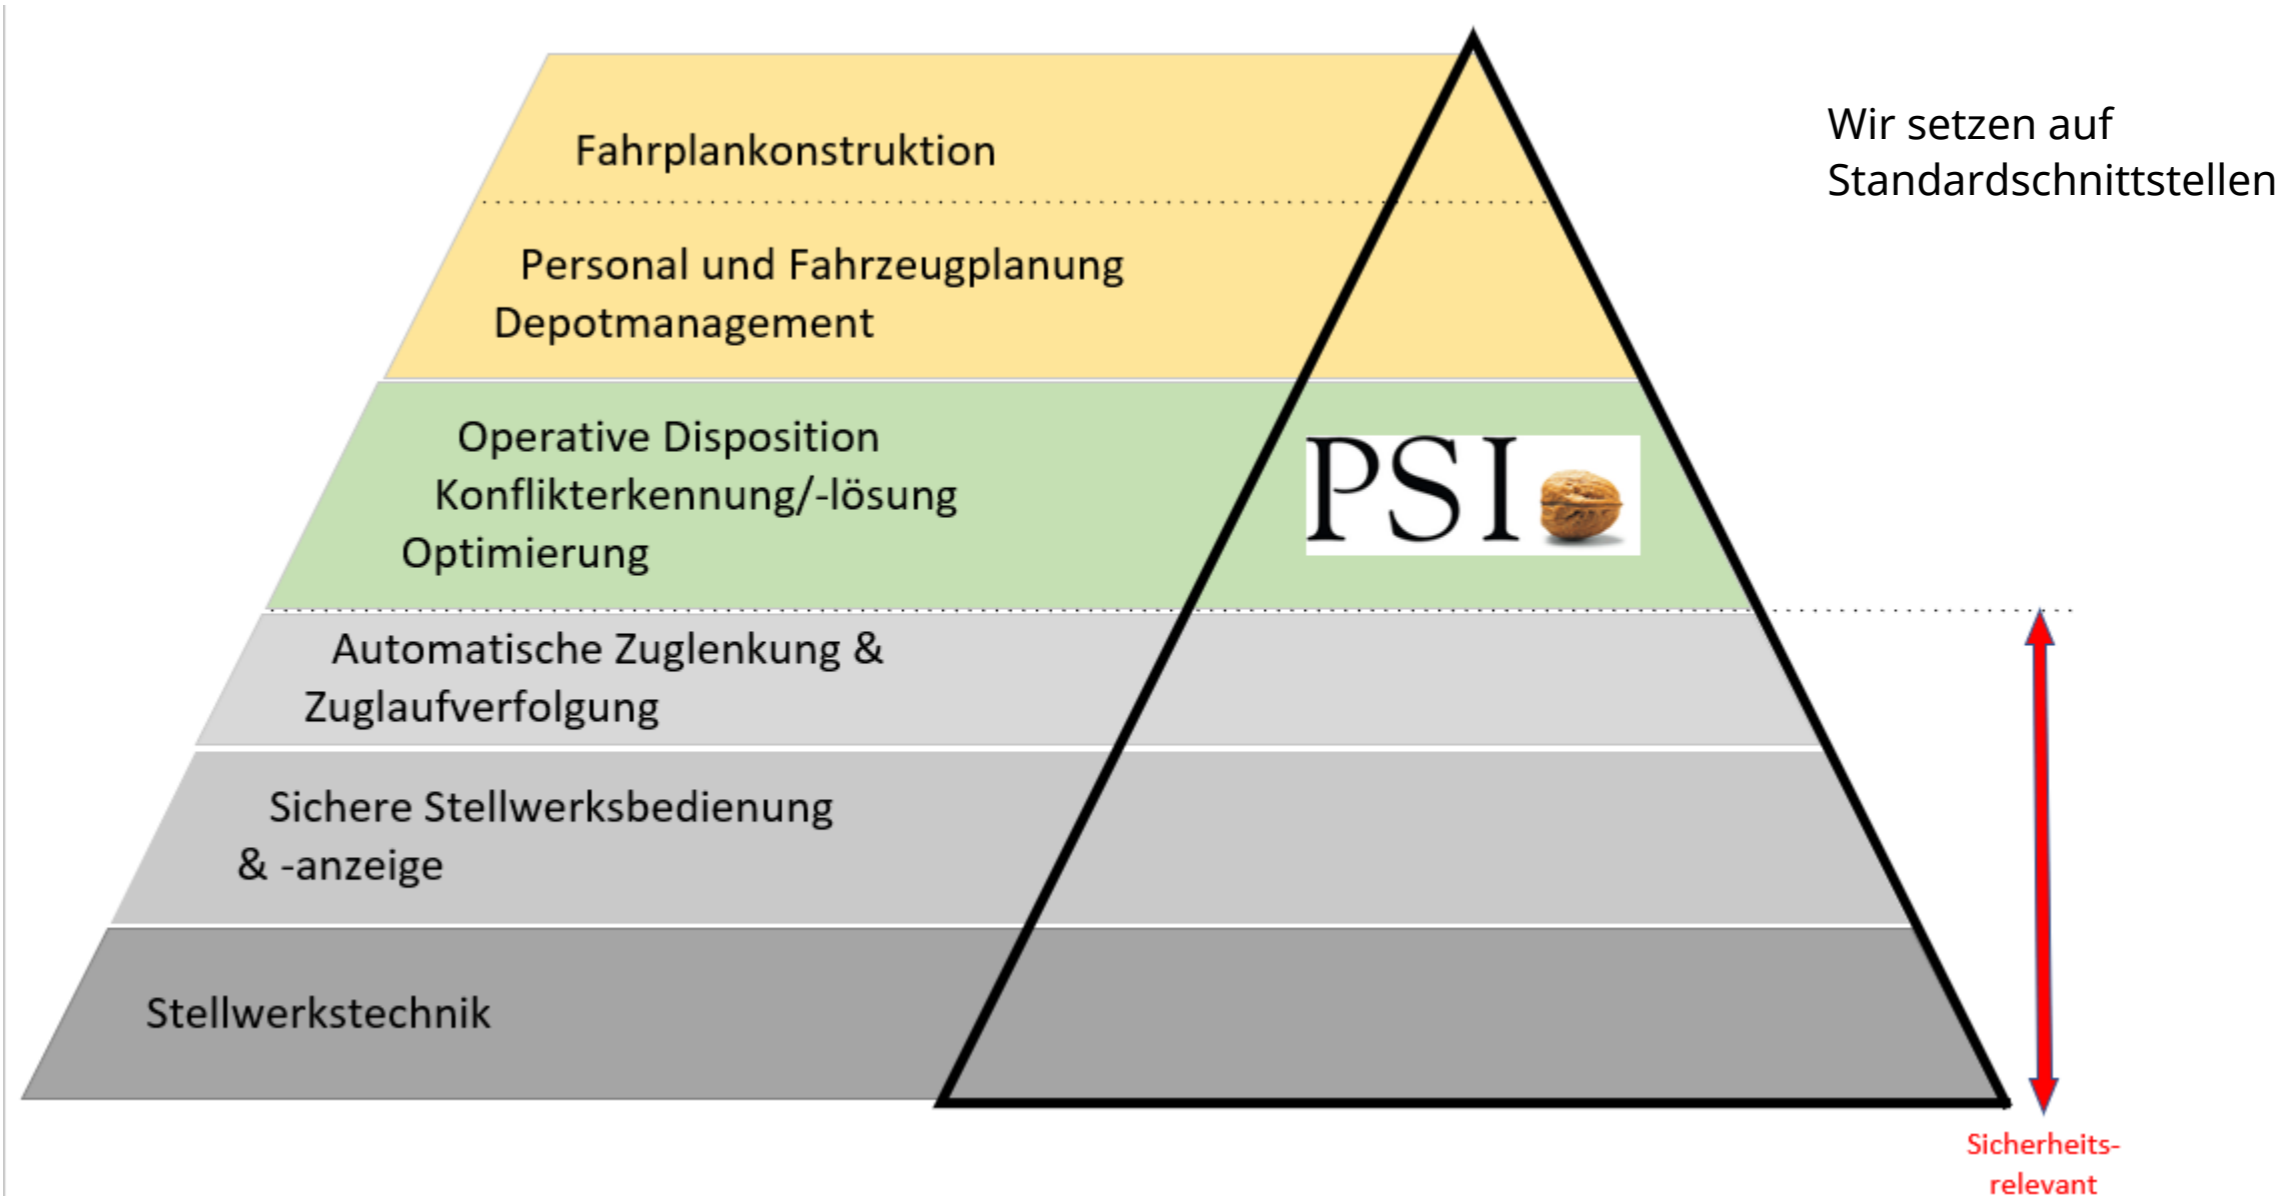 Fahrplankonstruktion
Wir setzen auf
Standardschnittstellen
Personal und Fahrzeugplanung
Depotmanagement
Operative Disposition
Konflikterkennung/-lösung
Optimierung
PSI
Automatische Zuglenkung &
Zuglaufverfolgung
Sichere Stellwerksbedienung
& -anzeige
Stellwerkstechnik
Sicherheits-
relevant